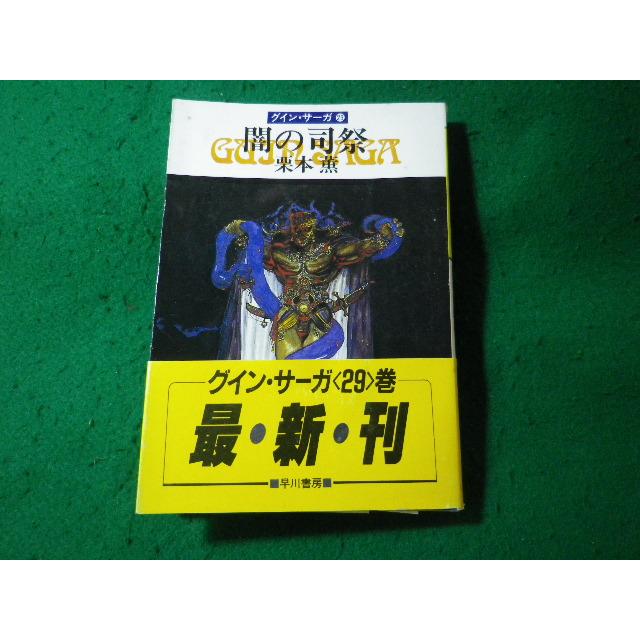 グイン・サーガ㉙
闇の司祭
GUIN SAGA
栗本 薫
グイン・サーガ〈29〉巻
最・新・刊
■早川書房■